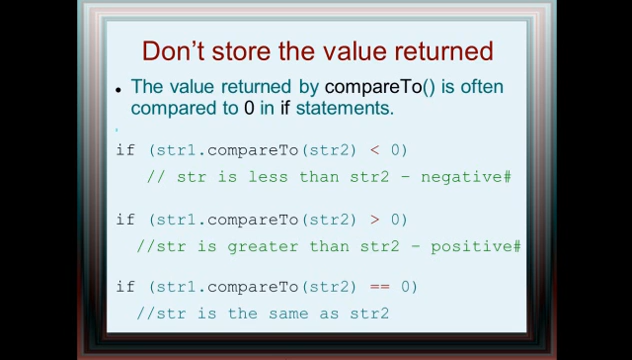 Don't store the value returned
• The value returned by compareTo() is often
compared to 0 in if statements.
if (str1.compareTo(str2) < 0)
// str is less than str2 – negative#
if (str1.compareTo(str2) > 0)
//str is greater than str2 – positive#
if (str1.compareTo(str2) == 0)
//str is the same as str2